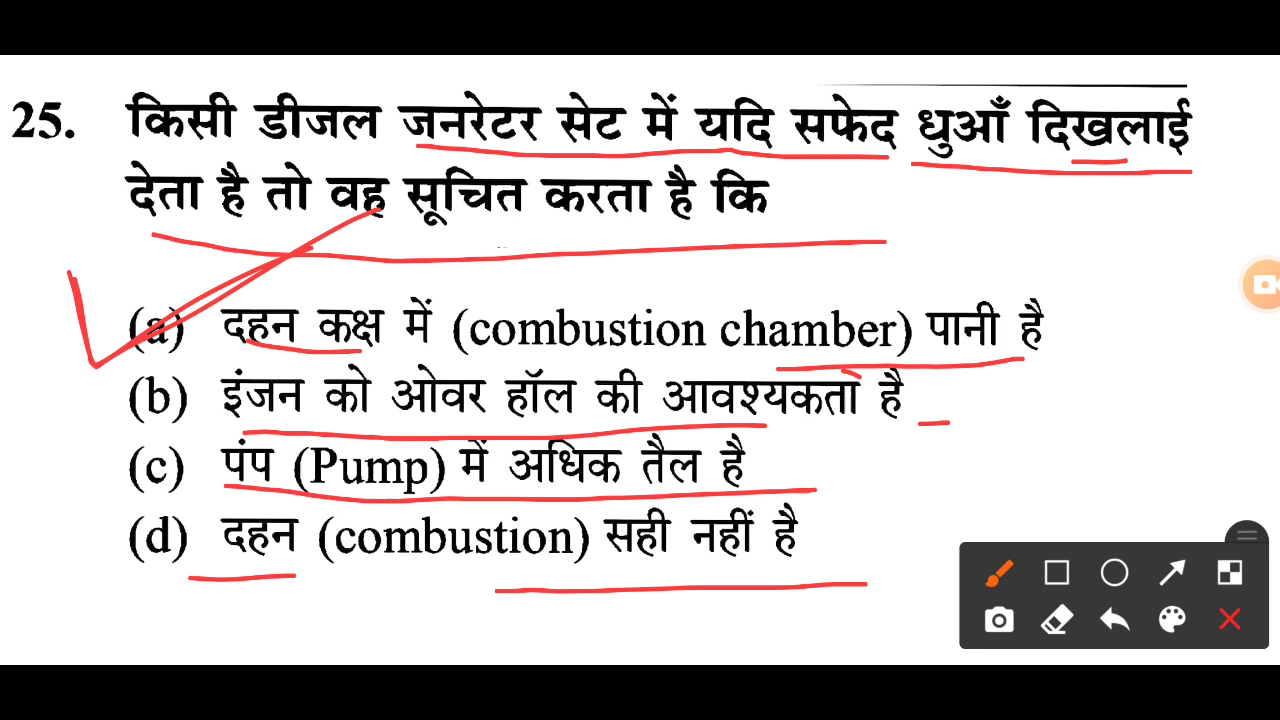 25. किसी डीजल जनरेटर सेट में यदि सफेद धुआँ दिखलाई
देता है तो वह सूचित करता है कि
(a) दहन कक्ष में (combustion chamber) पानी है
(b) इंजन को ओवर हॉल की आवश्यकता है
(c) पंप (Pump) में अधिक तैल है
(d) दहन (combustion) सही नहीं है